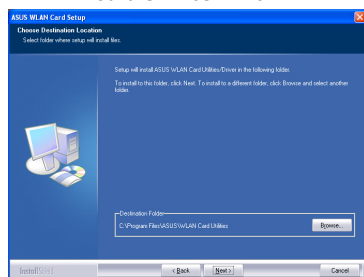 ASUS WLAN Card Setup
Choose Destination Location
Select folder where setup will install files.
Setup will install ASUS WLAN Card Utilities/Driver in the following folder.
To install to this folder, click Next. To install to a different folder, click Browse and select another
folder.
Destination Folder
C:\Program Files\ASUS\WLAN Card Utilities
Browse...
InstallShield
< Back
Next >
Cancel